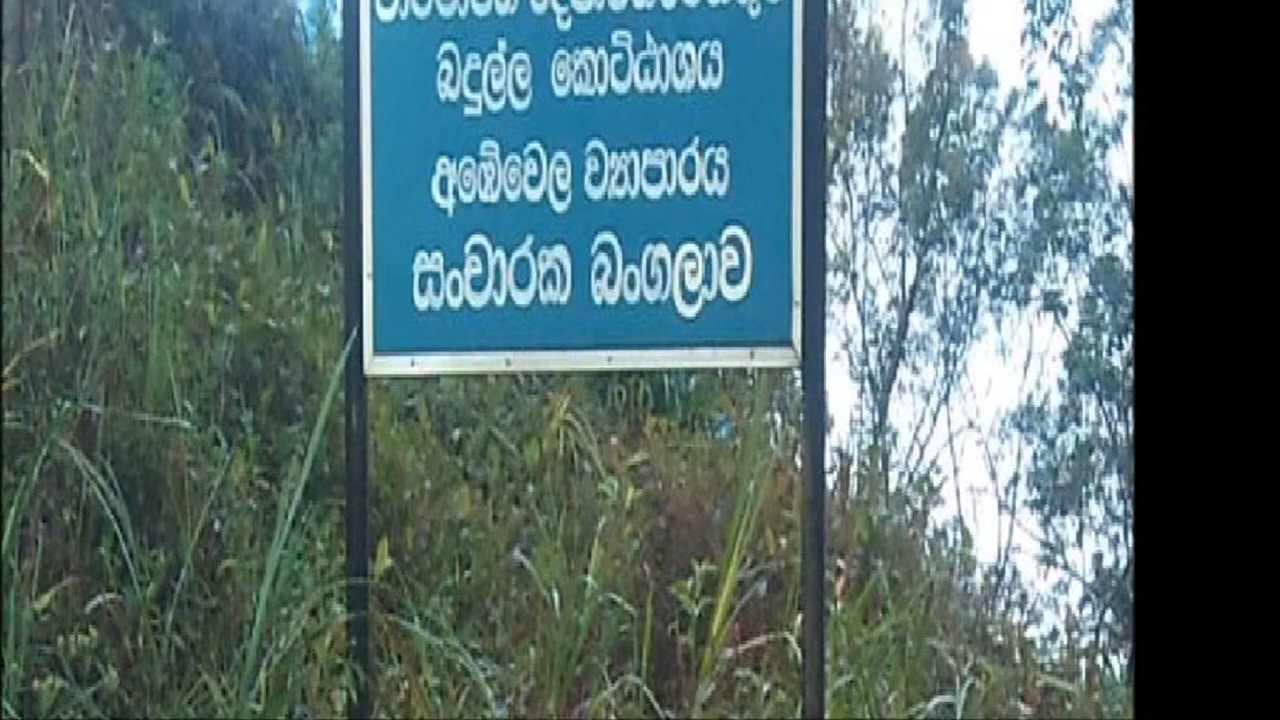 බදුල්ල කොට්ඨාශය
අඹේවෙල ව්‍යාපාරය
සංචාරක බංගලාව